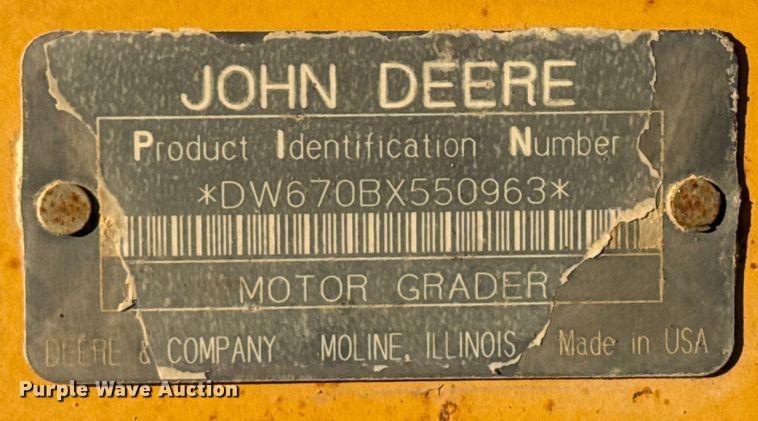 JOHN DEERE
Product Identification Number
*DW670BX550963*
MOTOR GRADER
DEERE & COMPANY MOLINE, ILLINOIS Made in USA
Purple Wave Auction